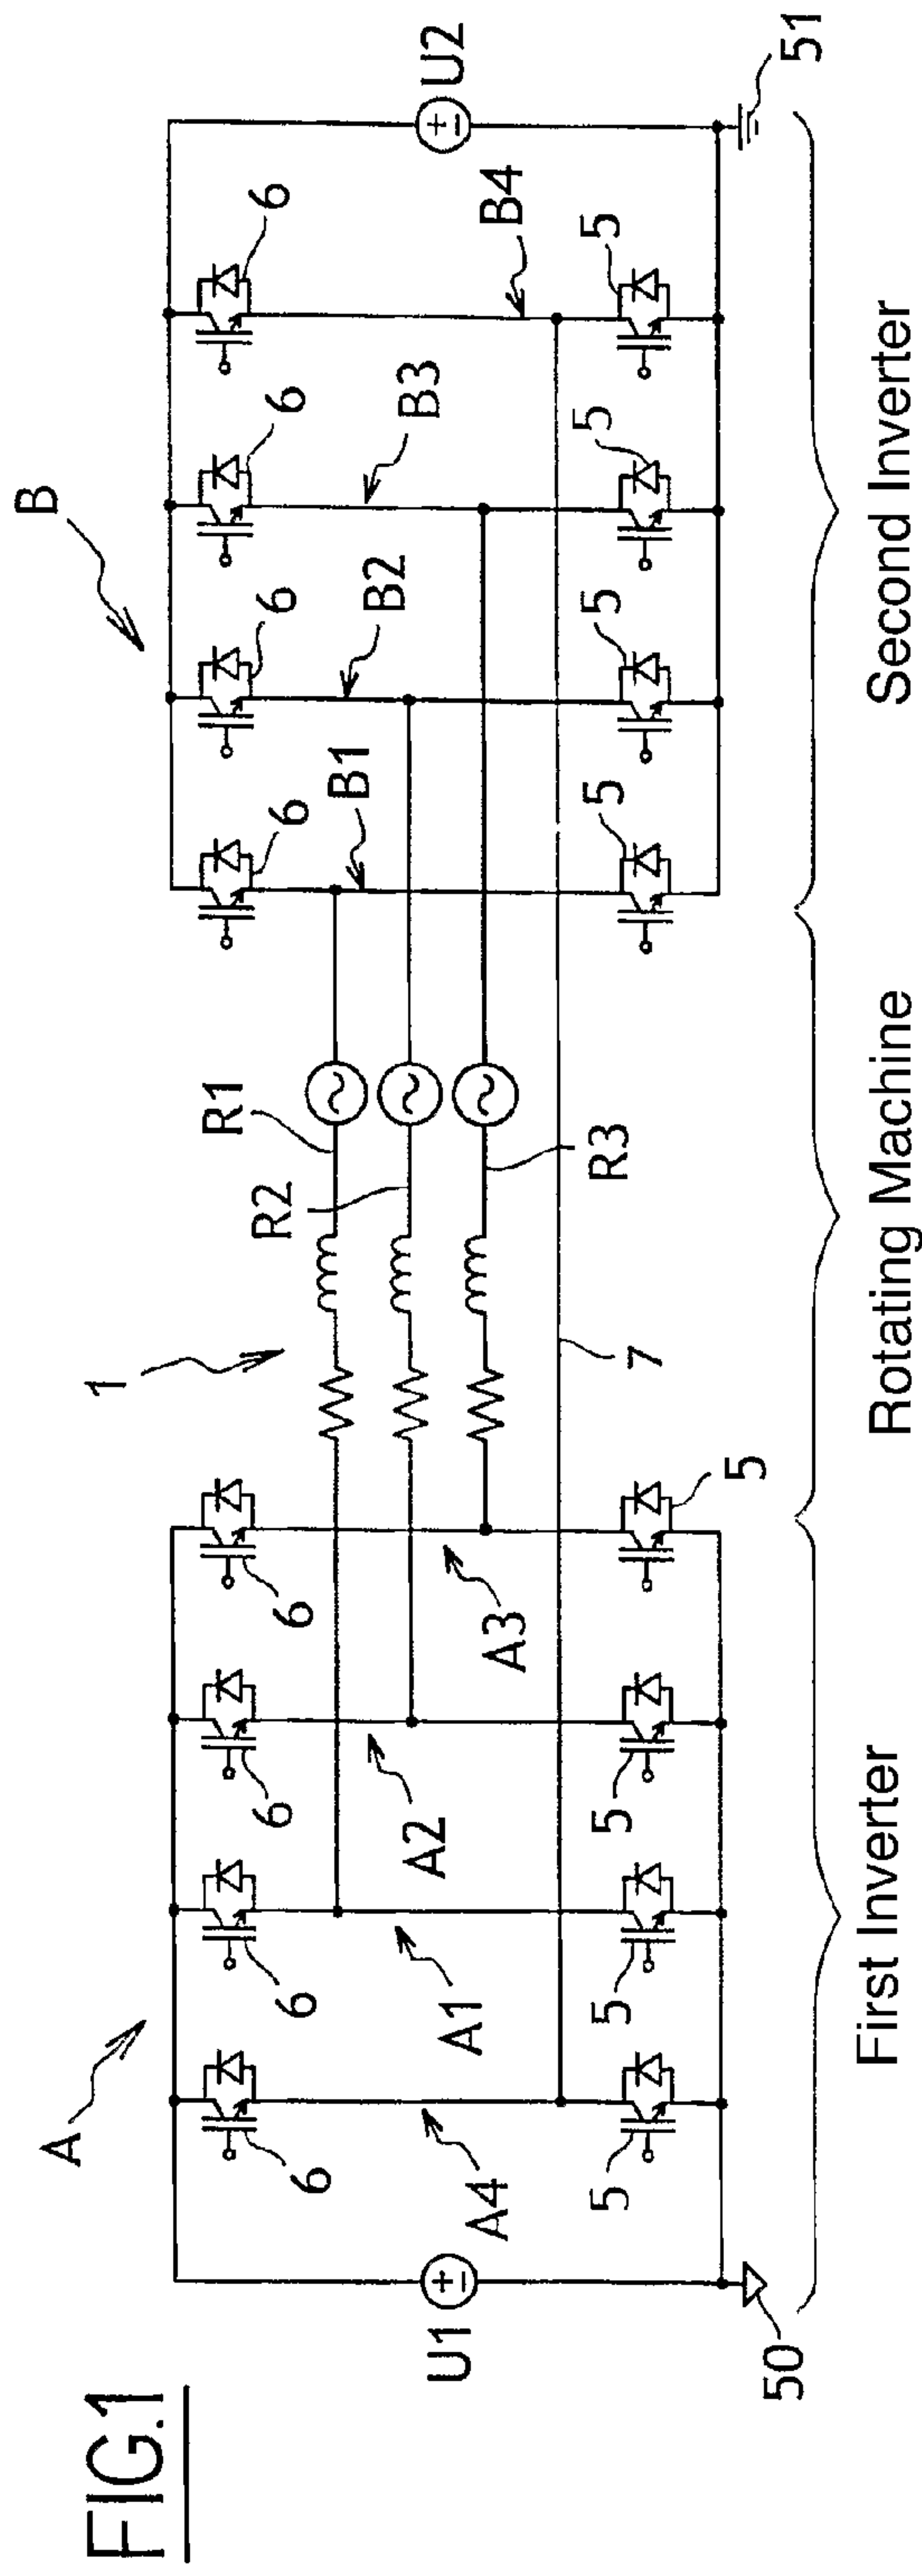 FIG.1
A
B
U1
U2
6
6
6
6
6
6
6
6
A4
A1
A2
A3
1
R1
R2
R3
7
B1
B2
B3
B4
5
5
5
5
5
5
5
5
50
51
First Inverter
Rotating Machine
Second Inverter